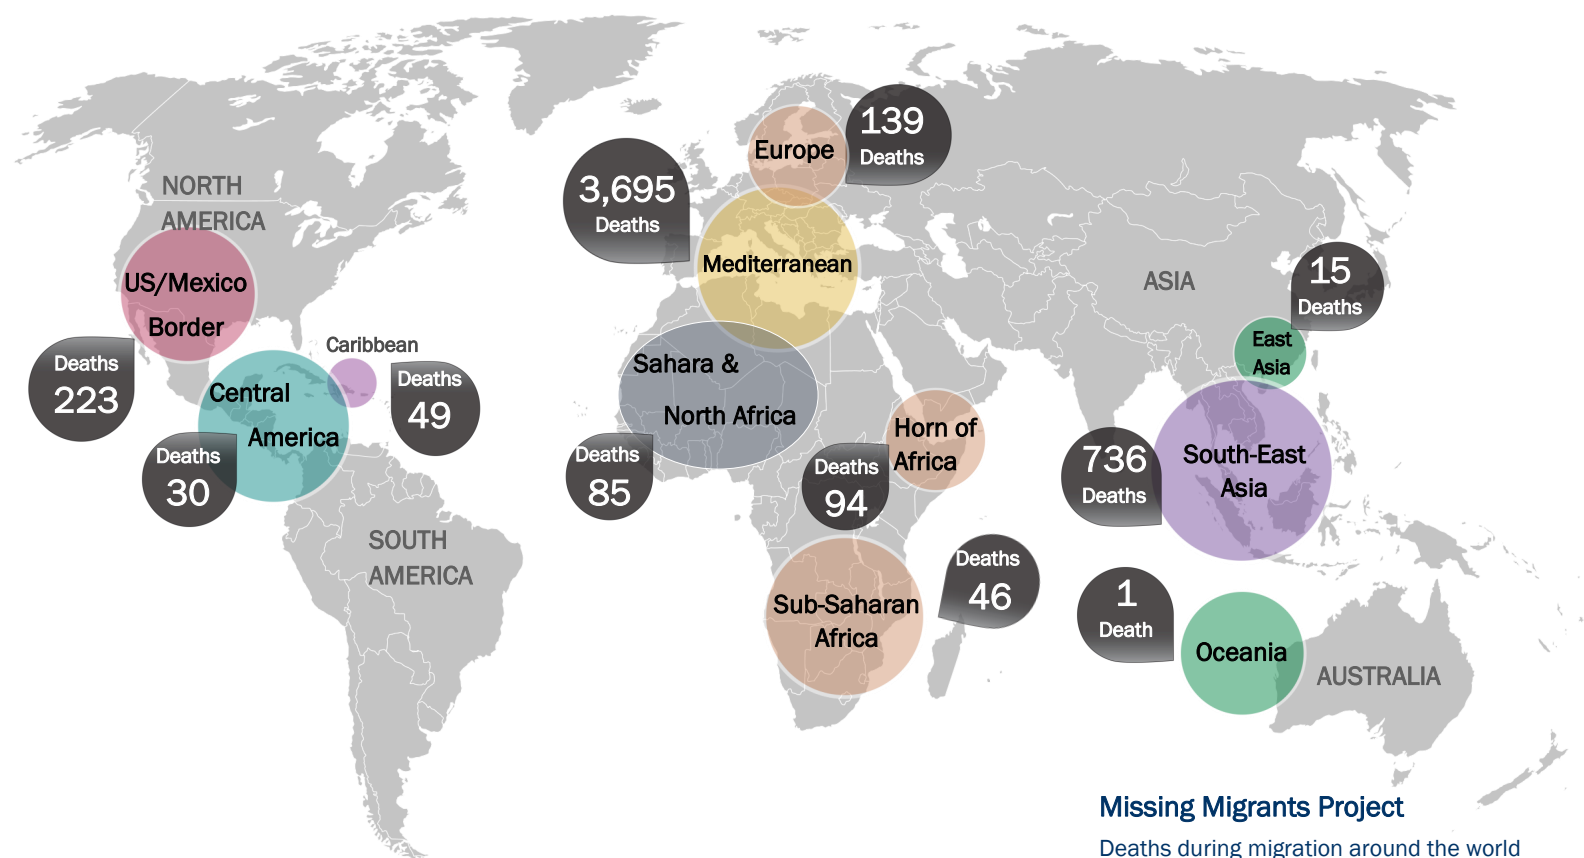 139
Deaths
Europe
3,695
Deaths
NORTH
AMERICA
Mediterranean
US/Mexico
Border
ASIA
15
Deaths
Caribbean
East
Asia
Deaths
223
Sahara &
North Africa
Deaths
49
Central
America
Deaths
30
Horn of
Africa
Deaths
85
Deaths
94
736
Deaths
South-East
Asia
SOUTH
AMERICA
Deaths
46
Sub-Saharan
Africa
1
Death
Oceania
AUSTRALIA
Missing Migrants Project
Deaths during migration around the world